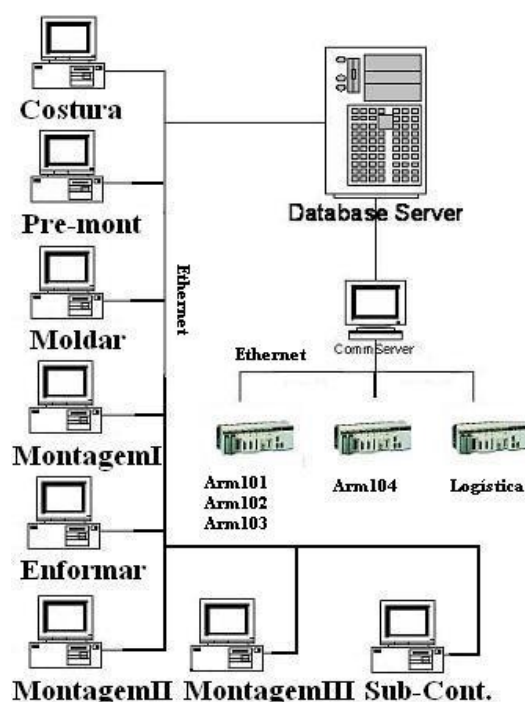 Costura
Database Server
Pre-mont
Ethernet
Moldar
CommServer
Ethernet
MontagemI
Arm101
Arm102
Arm103
Arm104
Logística
Enformar
MontagemII
MontagemIII
Sub-Cont.